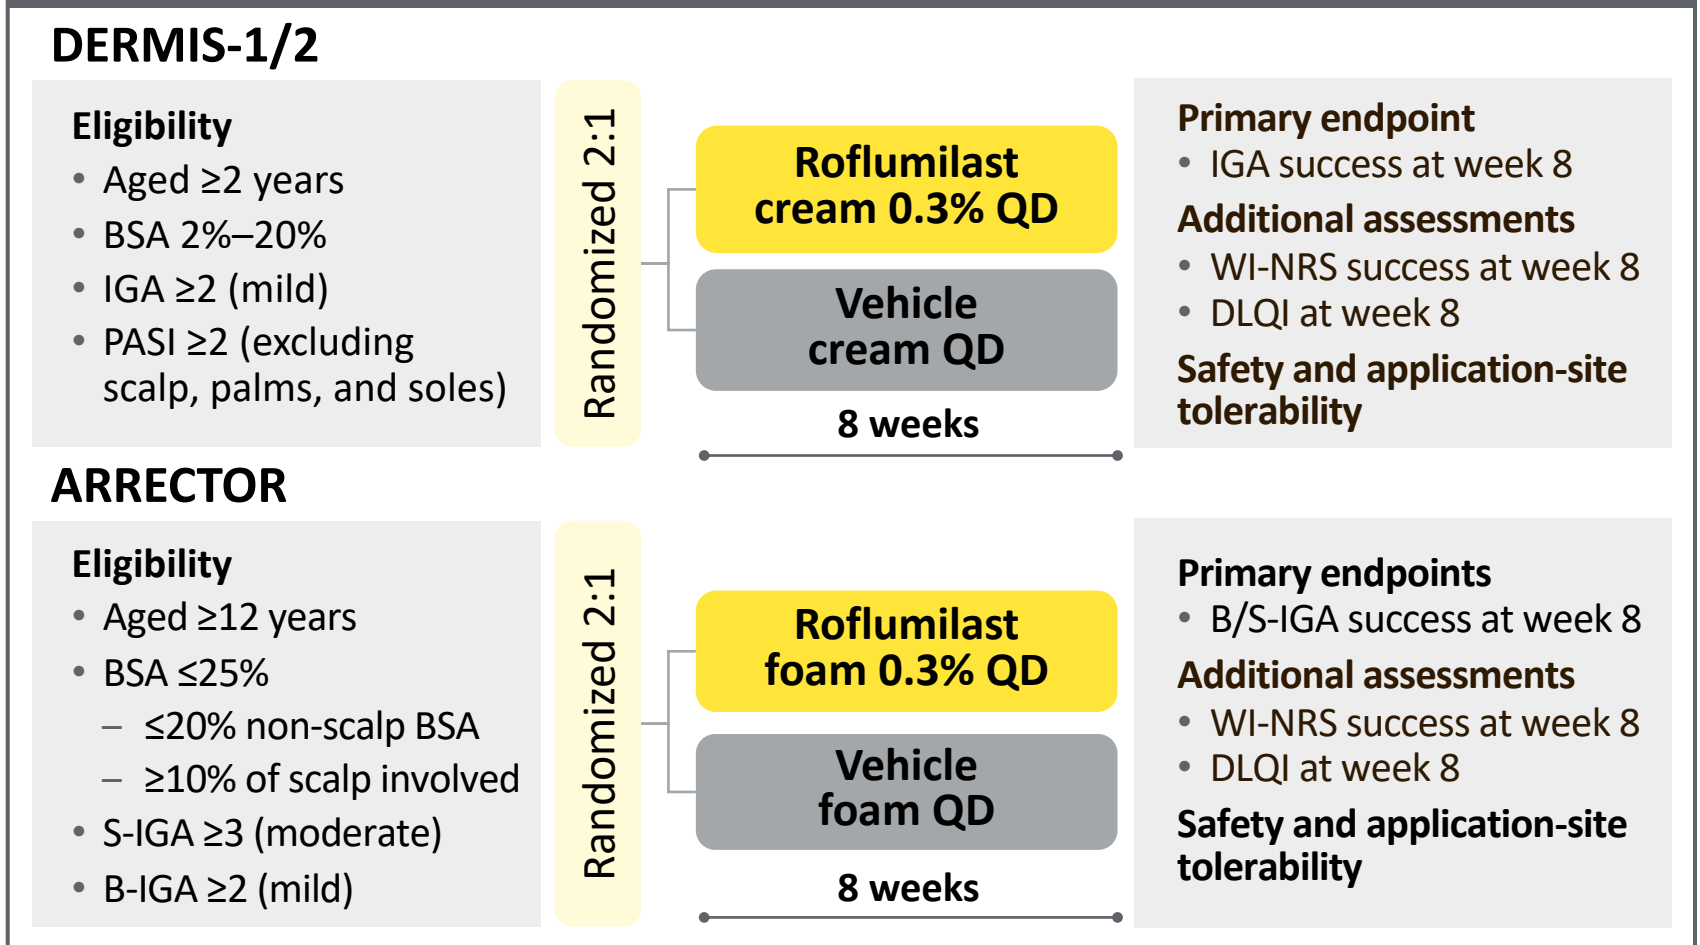 DERMIS-1/2
Eligibility
• Aged ≥2 years
• BSA 2%–20%
• IGA ≥2 (mild)
• PASI ≥2 (excluding
scalp, palms, and soles)
Randomized 2:1
Roflumilast
cream 0.3% QD
Vehicle
cream QD
8 weeks
Primary endpoint
• IGA success at week 8
Additional assessments
• WI-NRS success at week 8
• DLQI at week 8
Safety and application-site
tolerability
ARRECTOR
Eligibility
• Aged ≥12 years
• BSA ≤25%
– ≤20% non-scalp BSA
– ≥10% of scalp involved
• S-IGA ≥3 (moderate)
• B-IGA ≥2 (mild)
Randomized 2:1
Roflumilast
foam 0.3% QD
Vehicle
foam QD
8 weeks
Primary endpoints
• B/S-IGA success at week 8
Additional assessments
• WI-NRS success at week 8
• DLQI at week 8
Safety and application-site
tolerability